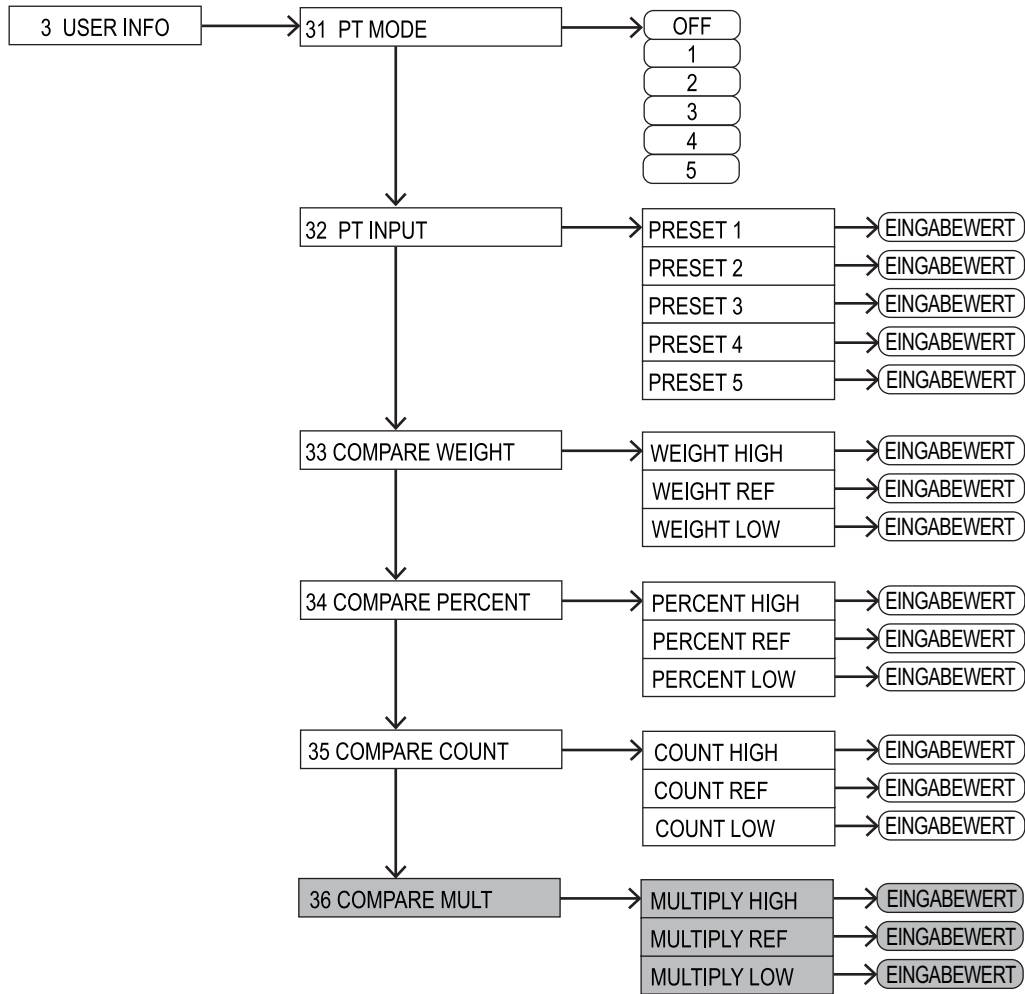 3 USER INFO
31 PT MODE
OFF
1
2
3
4
5
32 PT INPUT
PRESET 1
EINGABEWERT
PRESET 2
EINGABEWERT
PRESET 3
EINGABEWERT
PRESET 4
EINGABEWERT
PRESET 5
EINGABEWERT
33 COMPARE WEIGHT
WEIGHT HIGH
EINGABEWERT
WEIGHT REF
EINGABEWERT
WEIGHT LOW
EINGABEWERT
34 COMPARE PERCENT
PERCENT HIGH
EINGABEWERT
PERCENT REF
EINGABEWERT
PERCENT LOW
EINGABEWERT
35 COMPARE COUNT
COUNT HIGH
EINGABEWERT
COUNT REF
EINGABEWERT
COUNT LOW
EINGABEWERT
36 COMPARE MULT
MULTIPLY HIGH
EINGABEWERT
MULTIPLY REF
EINGABEWERT
MULTIPLY LOW
EINGABEWERT